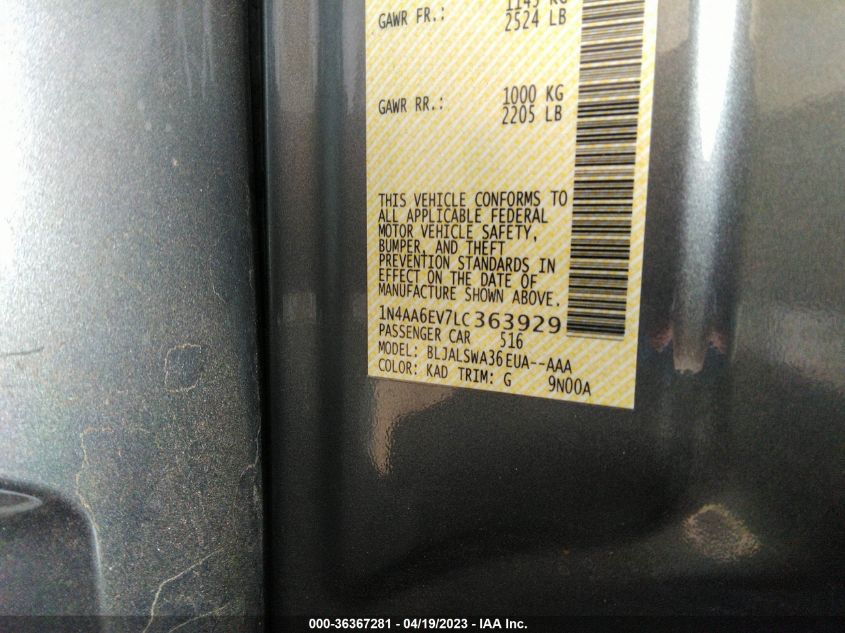 GAWR FR.: 1145 KG
2524 LB
GAWR RR.: 1000 KG
2205 LB
THIS VEHICLE CONFORMS TO
ALL APPLICABLE FEDERAL
MOTOR VEHICLE SAFETY,
BUMPER, AND THEFT
PREVENTION STANDARDS IN
EFFECT ON THE DATE OF
MANUFACTURE SHOWN ABOVE.
1N4AA6EV7LC363929
PASSENGER CAR 516
MODEL: BLJALSWA36EUA--AAA
COLOR: KAD TRIM: G 9N00A
000-36367281 - 04/19/2023 - IAA Inc.